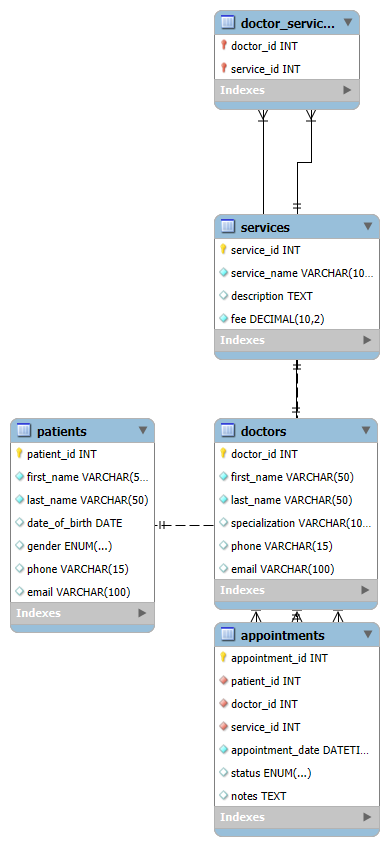 doctor_servic...
doctor_id INT
service_id INT
Indexes
services
service_id INT
service_name VARCHAR(10...
description TEXT
fee DECIMAL(10,2)
Indexes
patients
patient_id INT
first_name VARCHAR(5...
last_name VARCHAR(50)
date_of_birth DATE
gender ENUM(...)
phone VARCHAR(15)
email VARCHAR(100)
Indexes
doctors
doctor_id INT
first_name VARCHAR(50)
last_name VARCHAR(50)
specialization VARCHAR(10...
phone VARCHAR(15)
email VARCHAR(100)
Indexes
appointments
appointment_id INT
patient_id INT
doctor_id INT
service_id INT
appointment_date DATETI...
status ENUM(...)
notes TEXT
Indexes